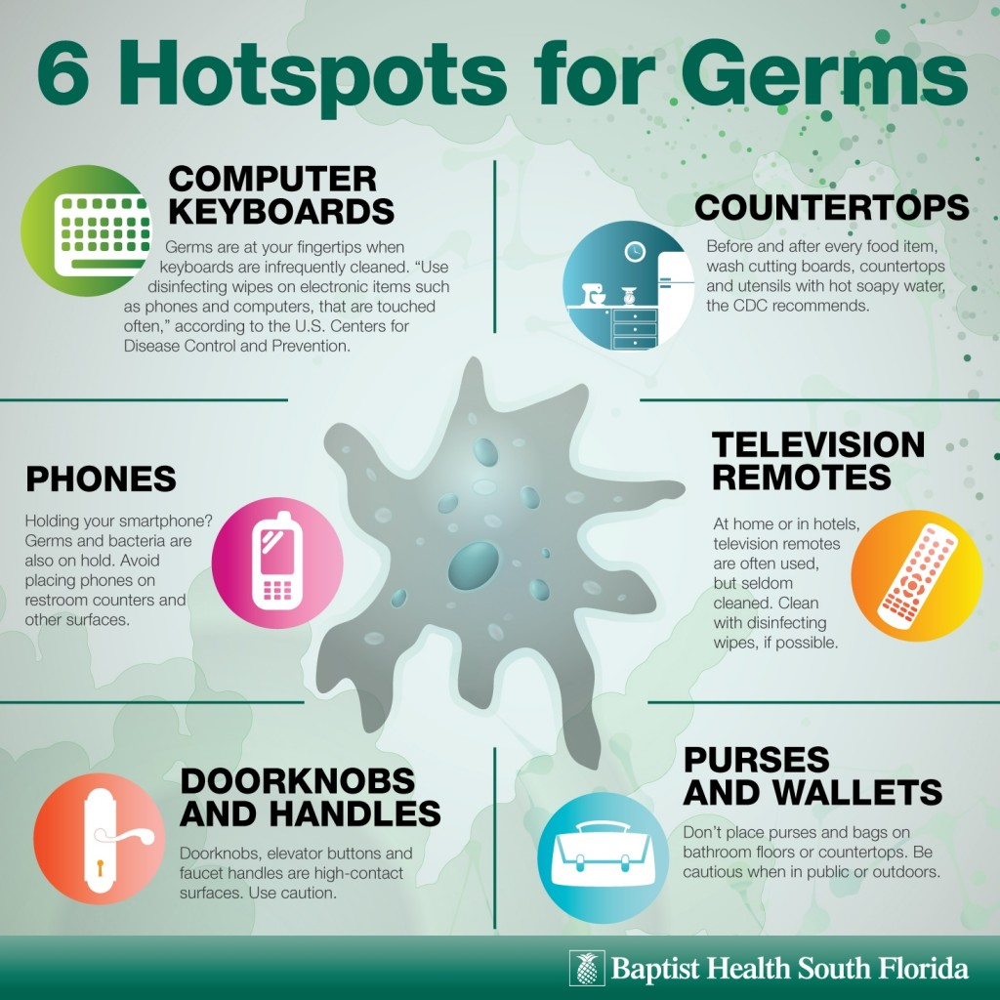 6 Hotspots for Germs
COMPUTER
KEYBOARDS
Germs are at your fingertips when
keyboards are infrequently cleaned. “Use
disinfecting wipes on electronic items such
as phones and computers, that are touched
often,” according to the U.S. Centers for
Disease Control and Prevention.
COUNTERTOPS
Before and after every food item,
wash cutting boards, countertops
and utensils with hot soapy water,
the CDC recommends.
PHONES
Holding your smartphone?
Germs and bacteria are
also on hold. Avoid
placing phones on
restroom counters and
other surfaces.
TELEVISION
REMOTES
At home or in hotels,
television remotes
are often used,
but seldom
cleaned. Clean
with disinfecting
wipes, if possible.
DOORKNOBS
AND HANDLES
Doorknobs, elevator buttons and
faucet handles are high-contact
surfaces. Use caution.
PURSES
AND WALLETS
Don’t place purses and bags on
bathroom floors or countertops. Be
cautious when in public or outdoors.
Baptist Health South Florida